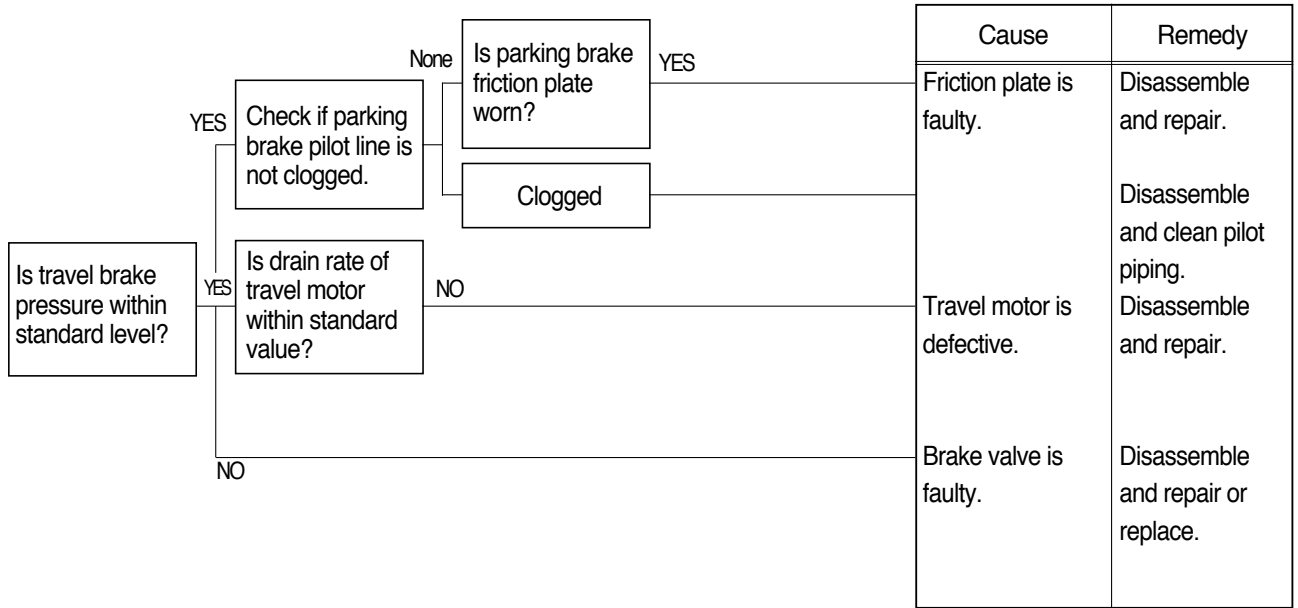 Cause
Remedy
None
Is parking brake
friction plate
worn?
YES
Friction plate is
faulty.
Disassemble
and repair.
YES
Check if parking
brake pilot line is
not clogged.
Clogged
Disassemble
and clean pilot
piping.
Is travel brake
pressure within
standard level?
YES
Is drain rate of
travel motor
within standard
value?
NO
Travel motor is
defective.
Disassemble
and repair.
NO
Brake valve is
faulty.
Disassemble
and repair or
replace.